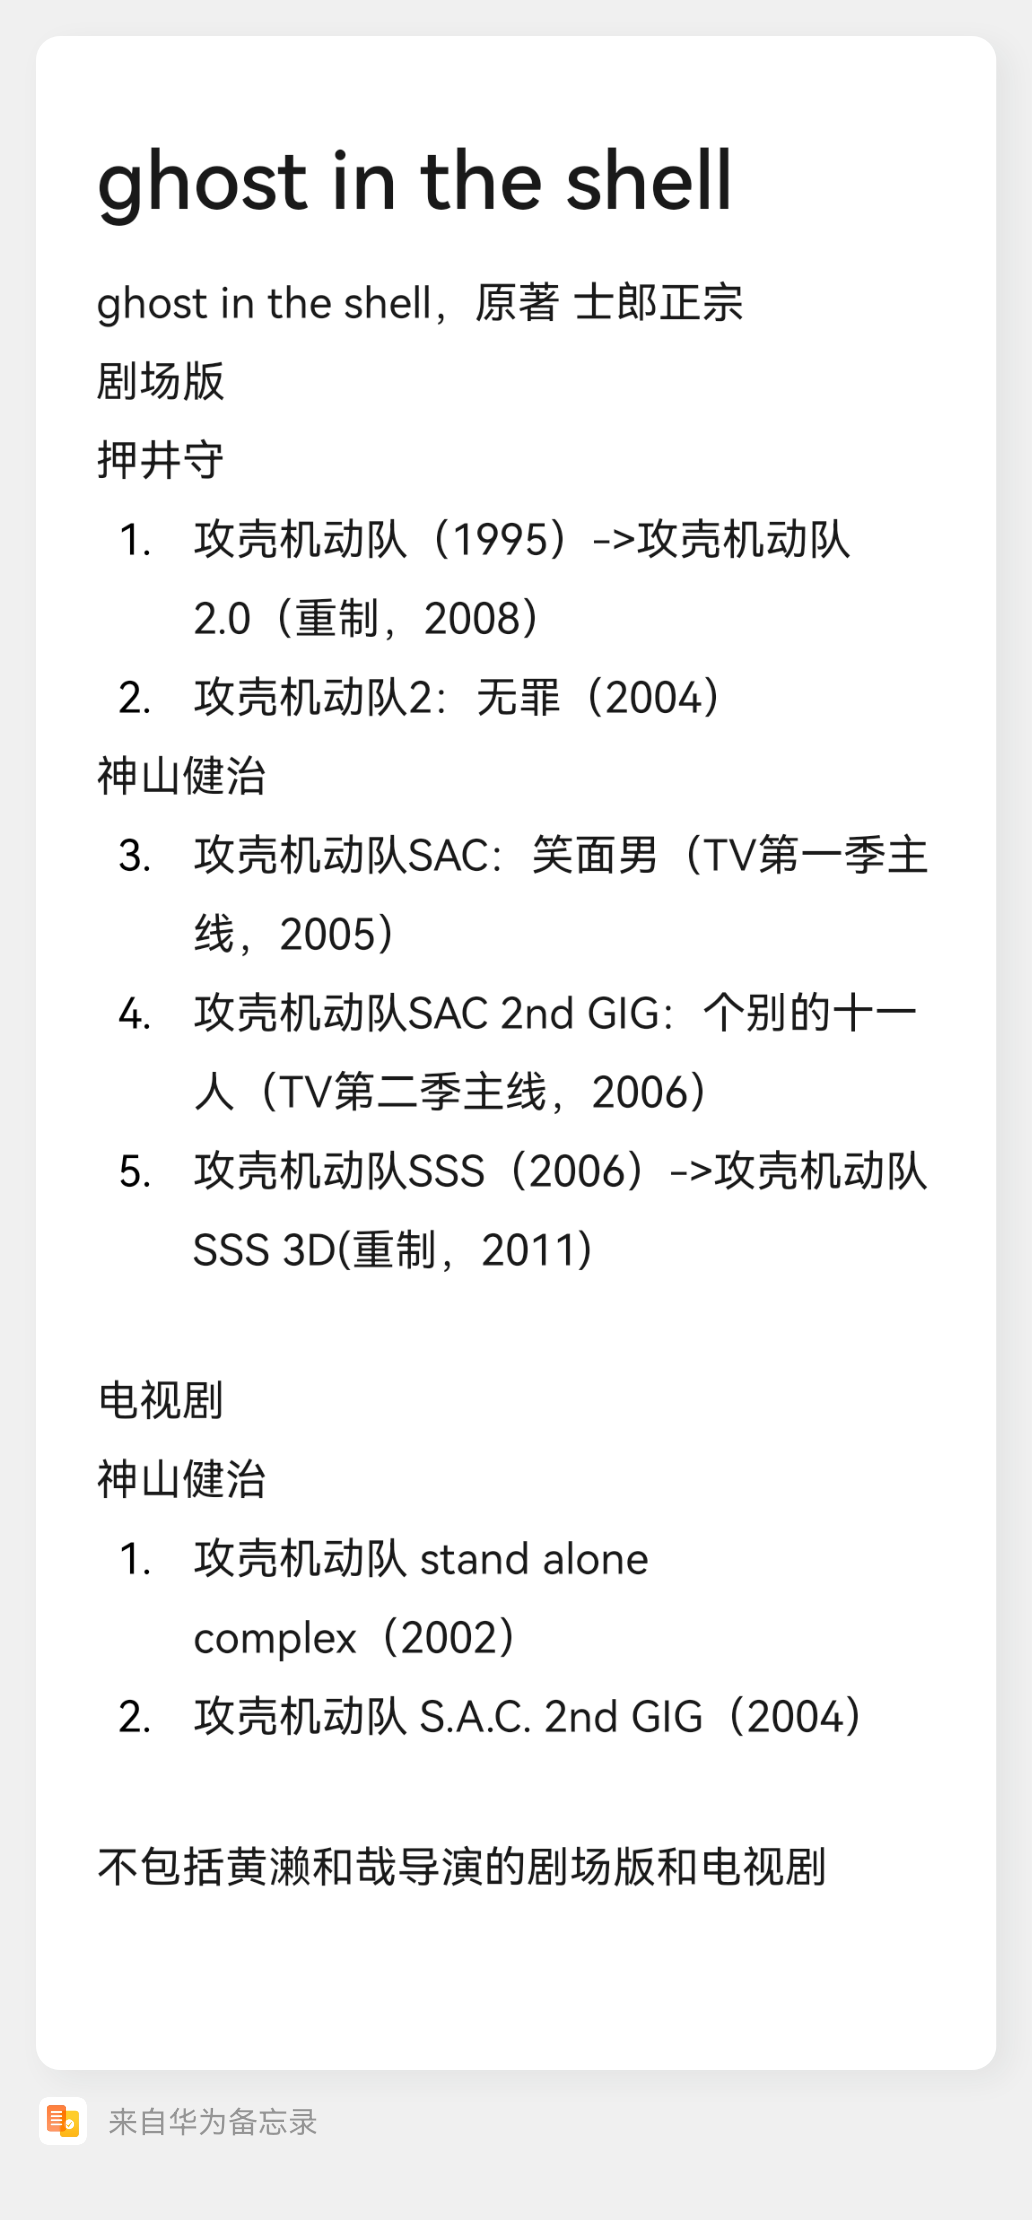 ghost in the shell
ghost in the shell，原著 士郎正宗
剧场版
押井守
1. 攻壳机动队（1995）->攻壳机动队
2.0（重制，2008）
2. 攻壳机动队2：无罪（2004）
神山健治
3. 攻壳机动队SAC：笑面男（TV第一季主
线，2005）
4. 攻壳机动队SAC 2nd GIG：个别的十一
人（TV第二季主线，2006）
5. 攻壳机动队SSS（2006）->攻壳机动队
SSS 3D(重制，2011)
电视剧
神山健治
1. 攻壳机动队 stand alone
complex（2002）
2. 攻壳机动队 S.A.C. 2nd GIG（2004）
不包括黄濑和哉导演的剧场版和电视剧
来自华为备忘录